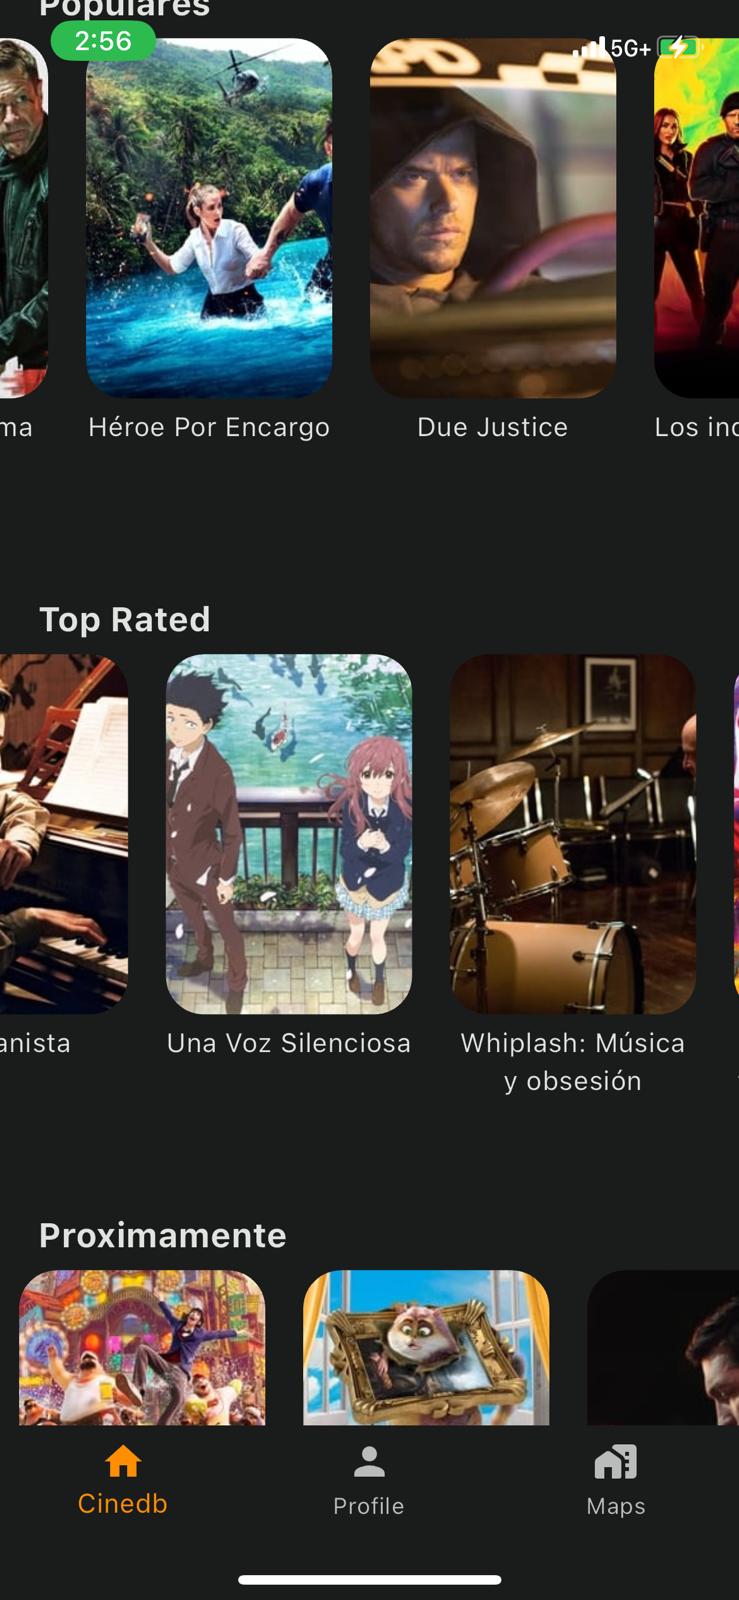 Populares
2:56
5G+
ma
Héroe Por Encargo
Due Justice
Los ind
Top Rated
anista
Una Voz Silenciosa
Whiplash: Música
y obsesión
Proximamente
Cinedb
Profile
Maps